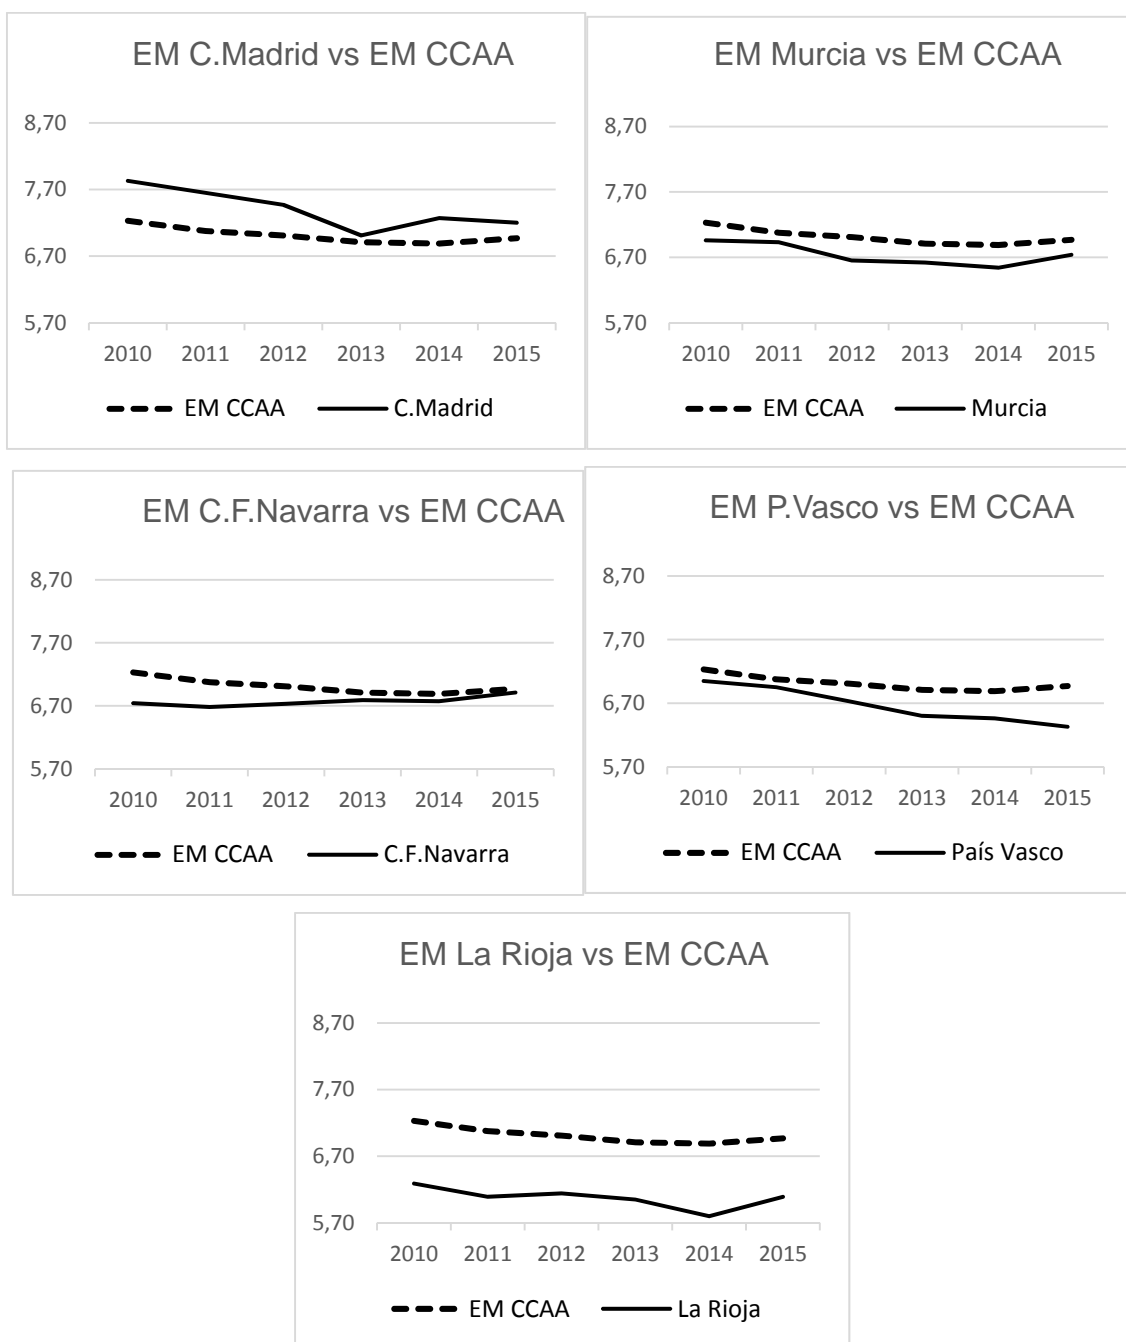 EM C.Madrid vs EM CCAA
8,70
7,70
6,70
5,70
2010 2011 2012 2013 2014 2015
EM CCAA C.Madrid
EM Murcia vs EM CCAA
8,70
7,70
6,70
5,70
2010 2011 2012 2013 2014 2015
EM CCAA Murcia
EM C.F.Navarra vs EM CCAA
8,70
7,70
6,70
5,70
2010 2011 2012 2013 2014 2015
EM CCAA C.F.Navarra
EM P.Vasco vs EM CCAA
8,70
7,70
6,70
5,70
2010 2011 2012 2013 2014 2015
EM CCAA País Vasco
EM La Rioja vs EM CCAA
8,70
7,70
6,70
5,70
2010 2011 2012 2013 2014 2015
EM CCAA La Rioja